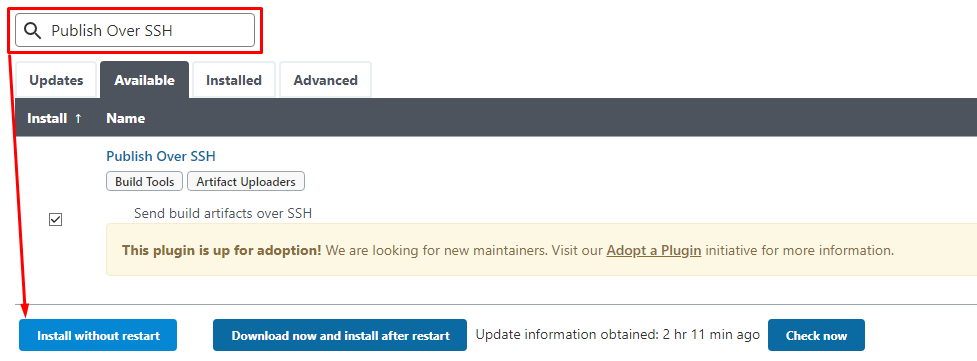 Publish Over SSH
Updates Available Installed Advanced
Install ↑ Name
Publish Over SSH
Build Tools Artifact Uploaders
Send build artifacts over SSH
This plugin is up for adoption! We are looking for new maintainers. Visit our Adopt a Plugin initiative for more information.
Install without restart Download now and install after restart Update information obtained: 2 hr 11 min ago Check now